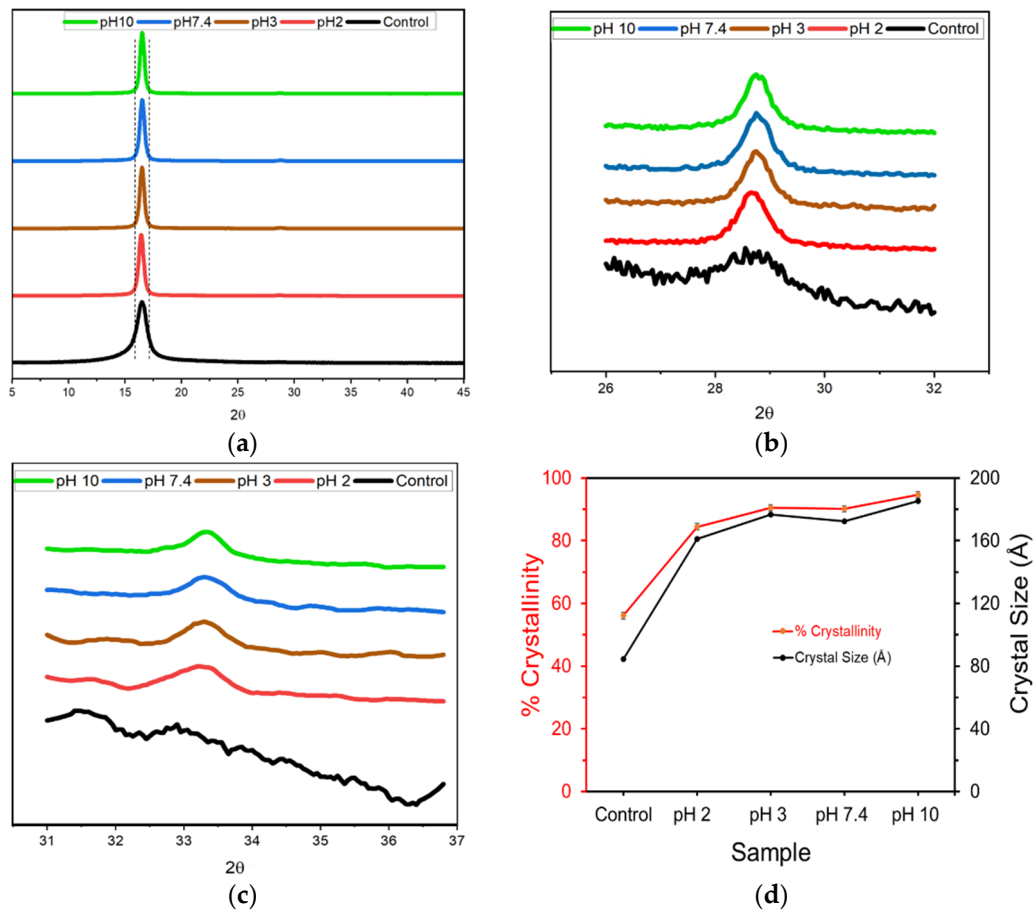 pH10 pH7.4 pH3 pH2 Control
5 10 15 20 25 30 35 40 45
2θ
(a)
pH 10 pH 7.4 pH 3 pH 2 Control
26 28 30 32
2θ
(b)
pH 10 pH 7.4 pH 3 pH 2 Control
31 32 33 34 35 36 37
2θ
(c)
100
80
60
40
20
0
% Crystallinity
% Crystallinity
Crystal Size (Å)
200
160
120
80
40
0
Crystal Size (Å)
Control pH 2 pH 3 pH 7.4 pH 10
Sample
(d)